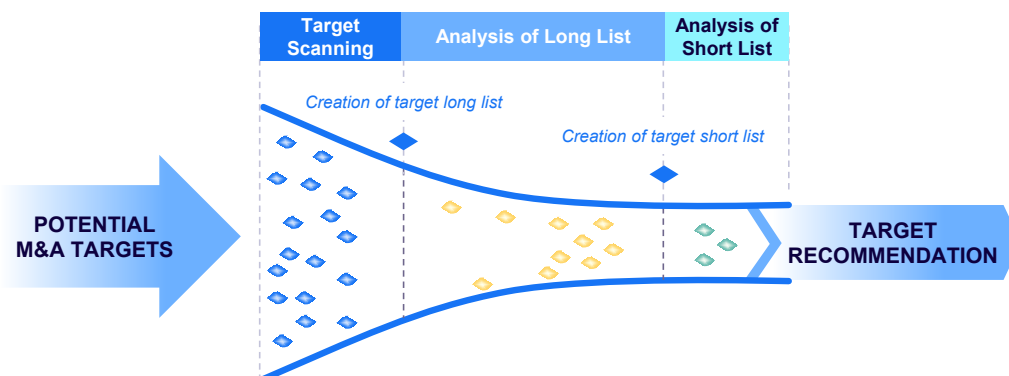 Target
Scanning
Analysis of Long List
Analysis of
Short List
Creation of target long list
Creation of target short list
POTENTIAL
M&A TARGETS
TARGET
RECOMMENDATION